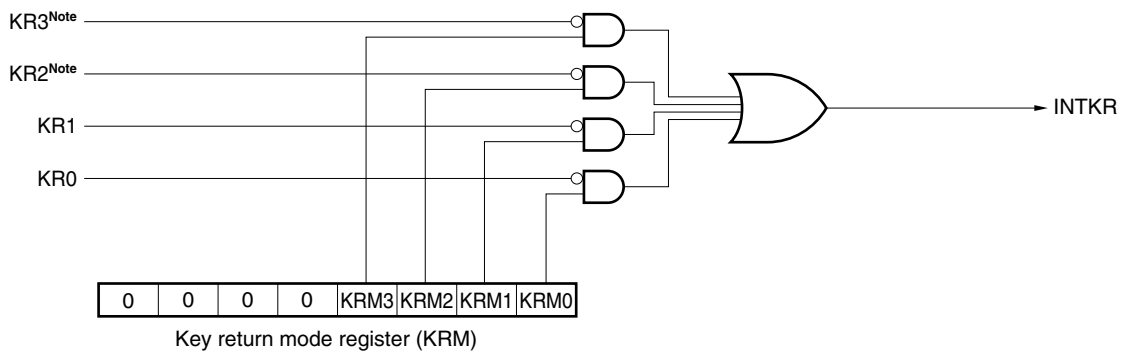 KR3Note
KR2Note
KR1
KR0
INTKR
0 0 0 0 KRM3 KRM2 KRM1 KRM0
Key return mode register (KRM)